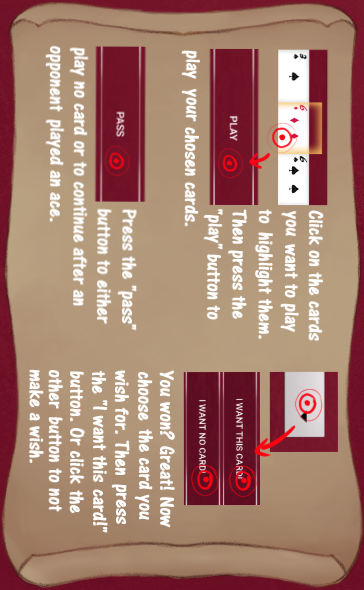 Click on the cards
you want to play
to highlight them.
Then press the
"play" button to
play your chosen cards.
PLAY
PASS
Press the "pass"
button to either
play no card or to continue after an
opponent played an ace.
I WANT THIS CARD!
I WANT NO CARD
You won? Great! Now
choose the card you
wish for. Then press
the "I want this card!"
button. Or click the
other button to not
make a wish.